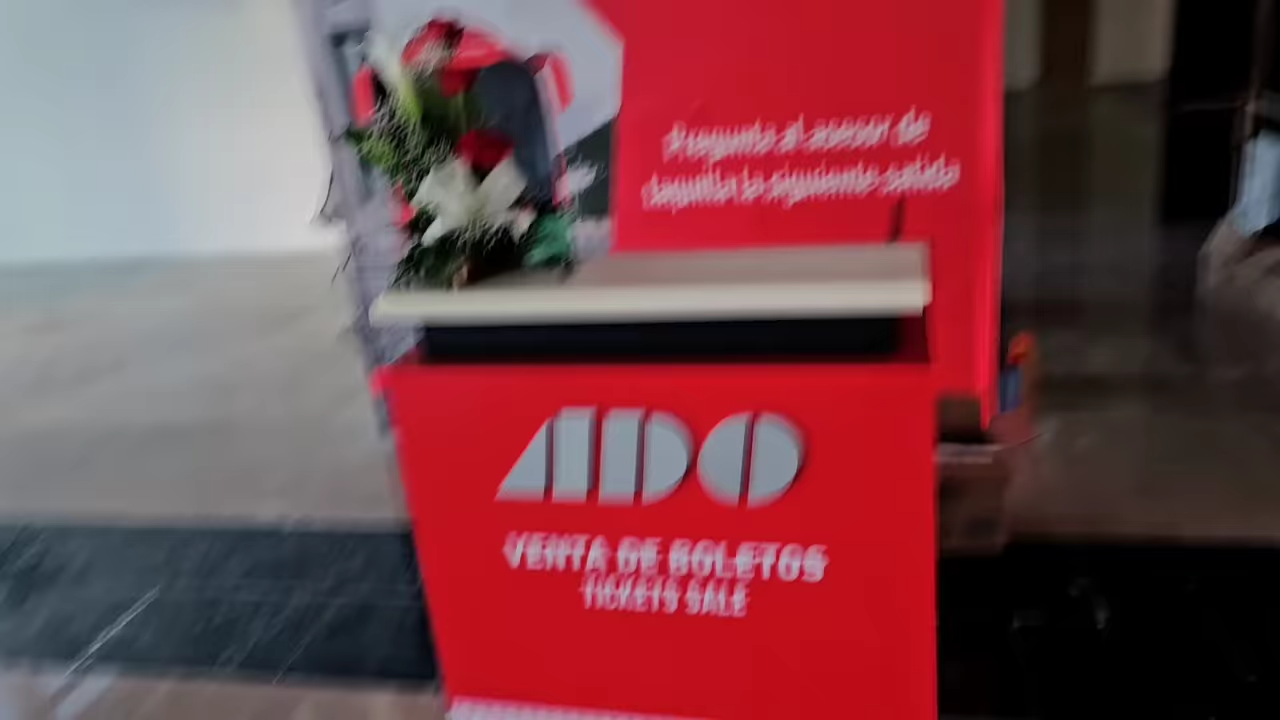 Pregunta al asesor de
taquilla la siguiente salida
ADO
VENTA DE BOLETOS
TICKETS SALE